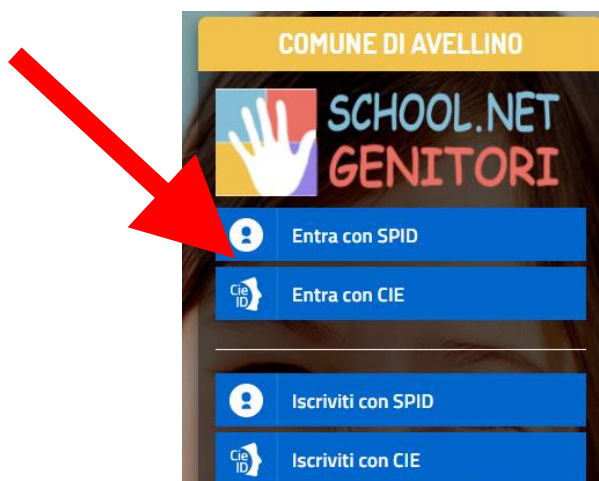 COMUNE DI AVELLINO
SCHOOL.NET
GENITORI
Entra con SPID
Cie
ID
Entra con CIE
Iscriviti con SPID
Cie
ID
Iscriviti con CIE